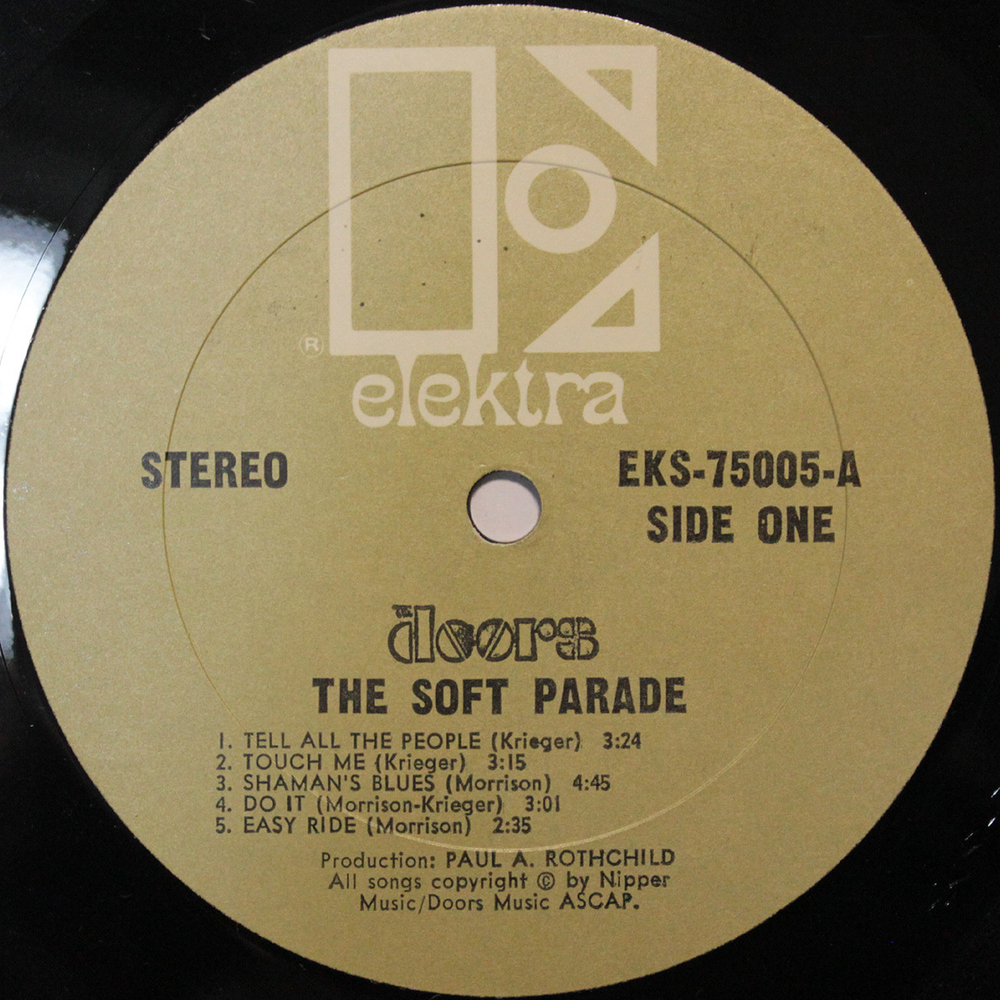 ®
elektra
STEREO
EKS-75005-A
SIDE ONE
THE doors
THE SOFT PARADE
1. TELL ALL THE PEOPLE (Krieger) 3:24
2. TOUCH ME (Krieger) 3:15
3. SHAMAN'S BLUES (Morrison) 4:45
4. DO IT (Morrison-Krieger) 3:01
5. EASY RIDE (Morrison) 2:35
Production: PAUL A. ROTHCHILD
All songs copyright © by Nipper
Music/Doors Music ASCAP.